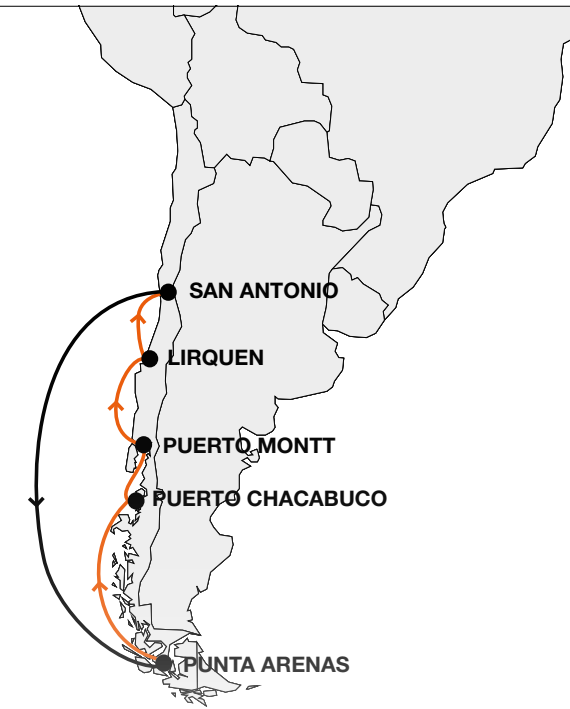 SAN ANTONIO
LIRQUEN
PUERTO MONTT
PUERTO CHACABUCO
PUNTA ARENAS